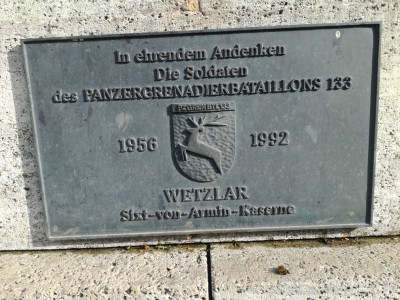 In ehrendem Andenken
Die Soldaten
des PANZERGRENADIERBATAILLONS 133
1956 1992
WETZLAR
Sixt-von-Armin-Kaserne